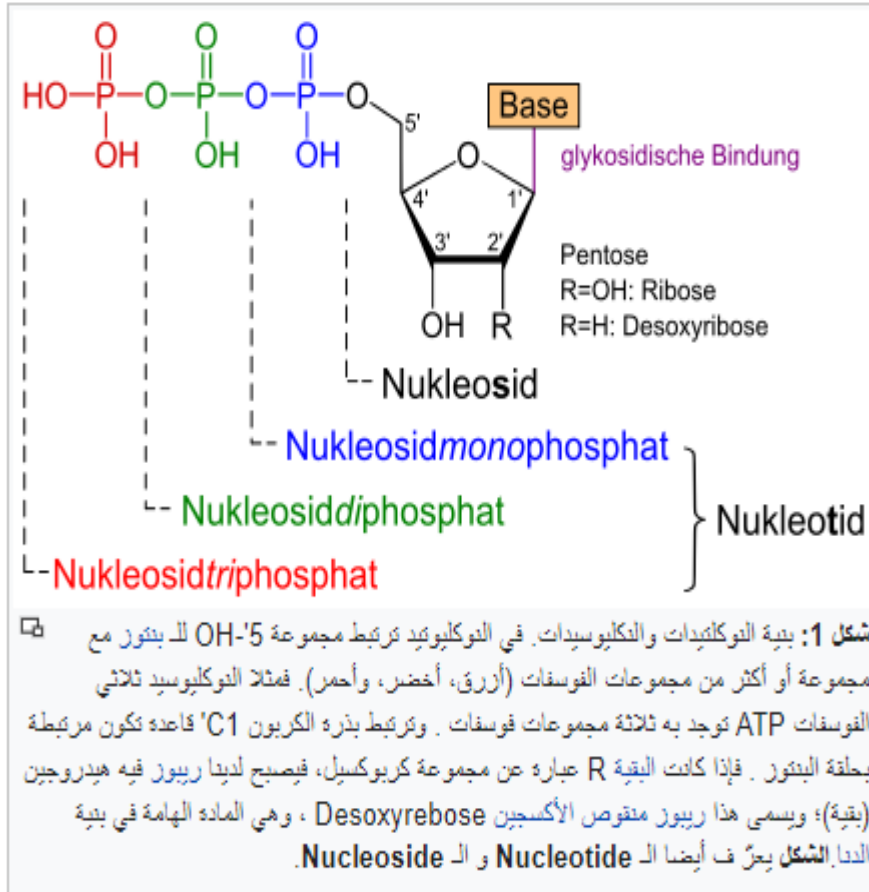 O O O
HO P O P O P O
OH OH OH
5'
Base
glykosidische Bindung
O
4' 1'
3' 2'
OH R
Pentose
R=OH: Ribose
R=H: Desoxyribose
Nukleosid
Nukleosidmonophosphat
Nukleosiddiphosphat
Nukleotid
Nukleosidtriphosphat
شكل 1: بنية النوكلتيدات والنكليوسيدات. في النوكليوتيد ترتبط مجموعة 5'-OH للـ بنتوز مع
مجموعة أو أكثر من مجموعات الفوسفات (أزرق، أخضر، وأحمر). فمثلا النوكليوسيد ثلاثي
الفوسفات ATP توجد به ثلاثة مجموعات فوسفات . وترتبط بذرة الكربون C1' قاعدة تكون مرتبطة
بحلقة البنتوز . فإذا كانت البقية R عبارة عن مجموعة كربوكسيل، فيصبح لدينا ريبوز فيه هيدروجين
(بقية)؛ ويسمى هذا ريبوز منقوص الأكسجين Desoxyrebose ، وهي المادة الهامة في بنية
الدنا.الشكل يعرّ ف أيضا الـ Nucleotide و الـ Nucleoside.